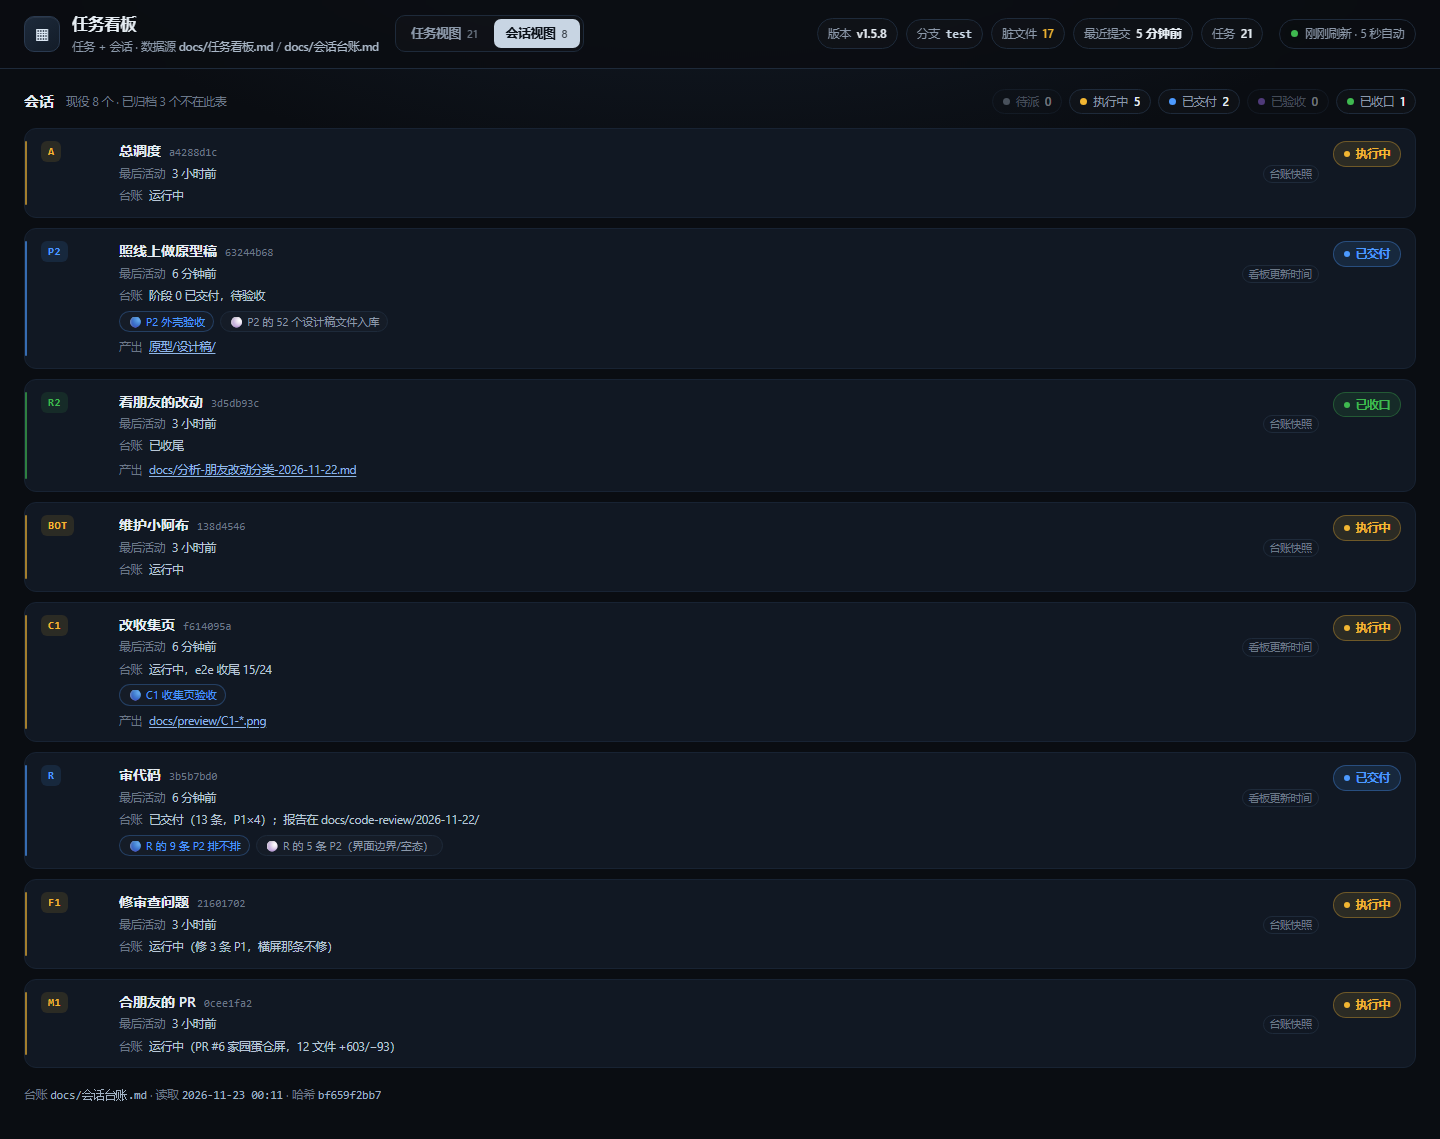 任务看板
任务 + 会话 · 数据源 docs/任务看板.md / docs/会话台账.md
任务视图 21
会话视图 8
版本 v1.5.8
分支 test
脏文件 17
最近提交 5 分钟前
任务 21
刚刚刷新 · 5 秒自动
会话 现役 8 个 · 已归档 3 个不在此表
待派 0
执行中 5
已交付 2
已验收 0
已收口 1
A
总调度 a4288d1c
执行中
最后活动 3 小时前
台账快照
台账 运行中
P2
照线上做原型稿 63244b68
已交付
最后活动 6 分钟前
看板更新时间
台账 阶段 0 已交付，待验收
P2 外壳验收
P2 的 52 个设计稿文件入库
产出 原型/设计稿/
R2
看朋友的改动 3d5db93c
已收口
最后活动 3 小时前
台账快照
台账 已收尾
产出 docs/分析-朋友改动分类-2026-11-22.md
BOT
维护小阿布 138d4546
执行中
最后活动 3 小时前
台账快照
台账 运行中
C1
改收集页 f614095a
执行中
最后活动 6 分钟前
看板更新时间
台账 运行中，e2e 收尾 15/24
C1 收集页验收
产出 docs/preview/C1-*.png
R
审代码 3b5b7bd0
已交付
最后活动 6 分钟前
看板更新时间
台账 已交付（13 条，P1×4）；报告在 docs/code-review/2026-11-22/
R 的 9 条 P2 排不排
R 的 5 条 P2（界面边界/空态）
F1
修审查问题 21601702
执行中
最后活动 3 小时前
台账快照
台账 运行中（修 3 条 P1，横屏那条不修）
M1
合朋友的 PR 0cee1fa2
执行中
最后活动 3 小时前
台账快照
台账 运行中（PR #6 家园蛋仓屏，12 文件 +603/−93）
台账 docs/会话台账.md · 读取 2026-11-23 00:11 · 哈希 bf659f2bb7